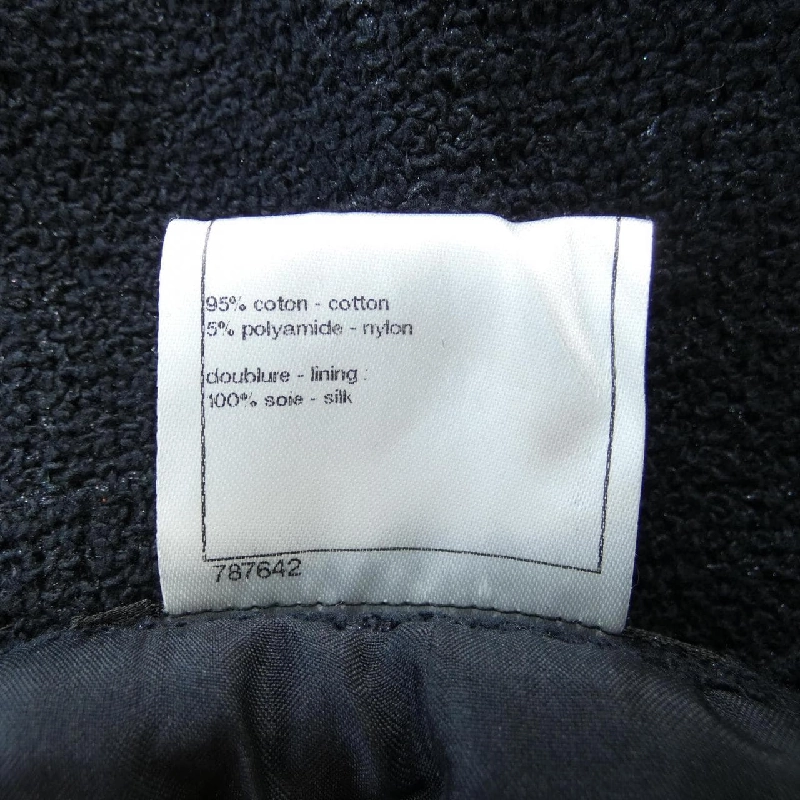 95% coton - cotton
5% polyamide - nylon
doublure - lining :
100% soie - silk
787642